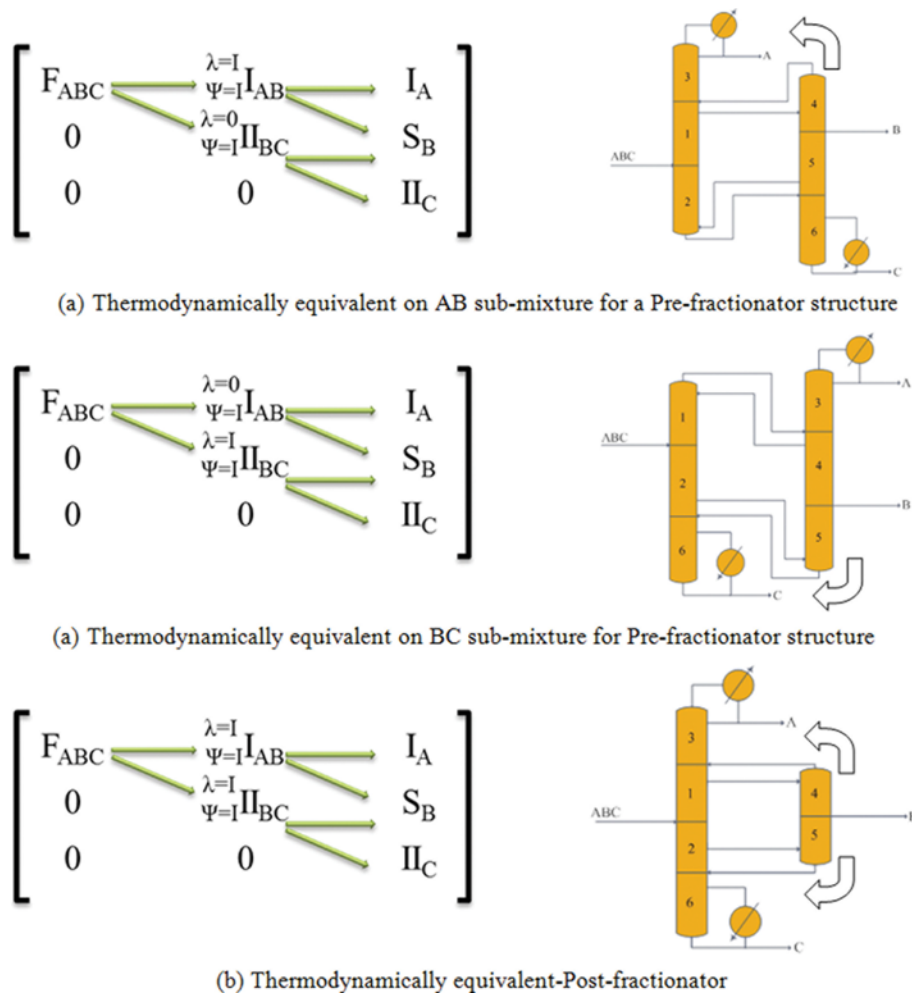 λ=I
F_ABC Ψ=I I_AB I_A
λ=0
0 Ψ=I II_BC S_B
0 0 II_C
A
3
4
1
B
ABC
5
2
6
C
(a) Thermodynamically equivalent on AB sub-mixture for a Pre-fractionator structure
λ=0
F_ABC Ψ=I I_AB I_A
λ=I
0 Ψ=I II_BC S_B
0 0 II_C
A
3
1
ABC
4
2
B
5
6
C
(a) Thermodynamically equivalent on BC sub-mixture for Pre-fractionator structure
λ=I
F_ABC Ψ=I I_AB I_A
λ=I
0 Ψ=I II_BC S_B
0 0 II_C
A
3
1
4
ABC
5
2
6
C
(b) Thermodynamically equivalent-Post-fractionator